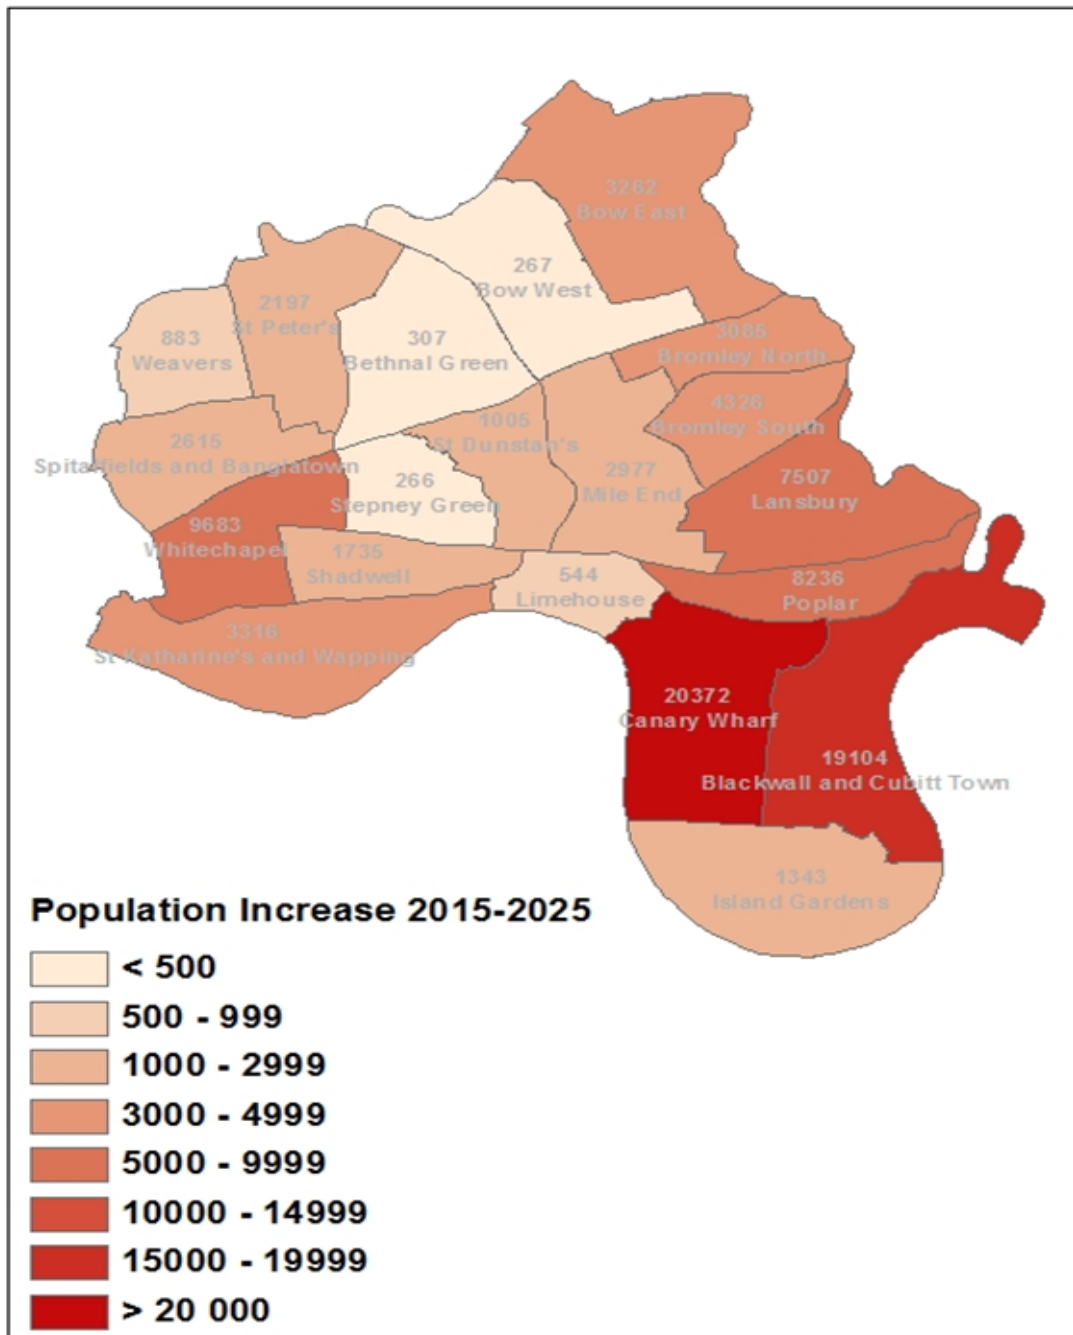 3262
Bow East
267
Bow West
2197
St Peter's
883
Weavers
307
Bethnal Green
3085
Bromley North
4326
Bromley South
1005
St Dunstan's
2615
Spitalfields and Banglatown
266
Stepney Green
2977
Mile End
7507
Lansbury
9683
Whitechapel
1735
Shadwell
544
Limehouse
8236
Poplar
3316
St Katharine's and Wapping
20372
Canary Wharf
19104
Blackwall and Cubitt Town
1343
Island Gardens
Population Increase 2015-2025
< 500
500 - 999
1000 - 2999
3000 - 4999
5000 - 9999
10000 - 14999
15000 - 19999
> 20 000